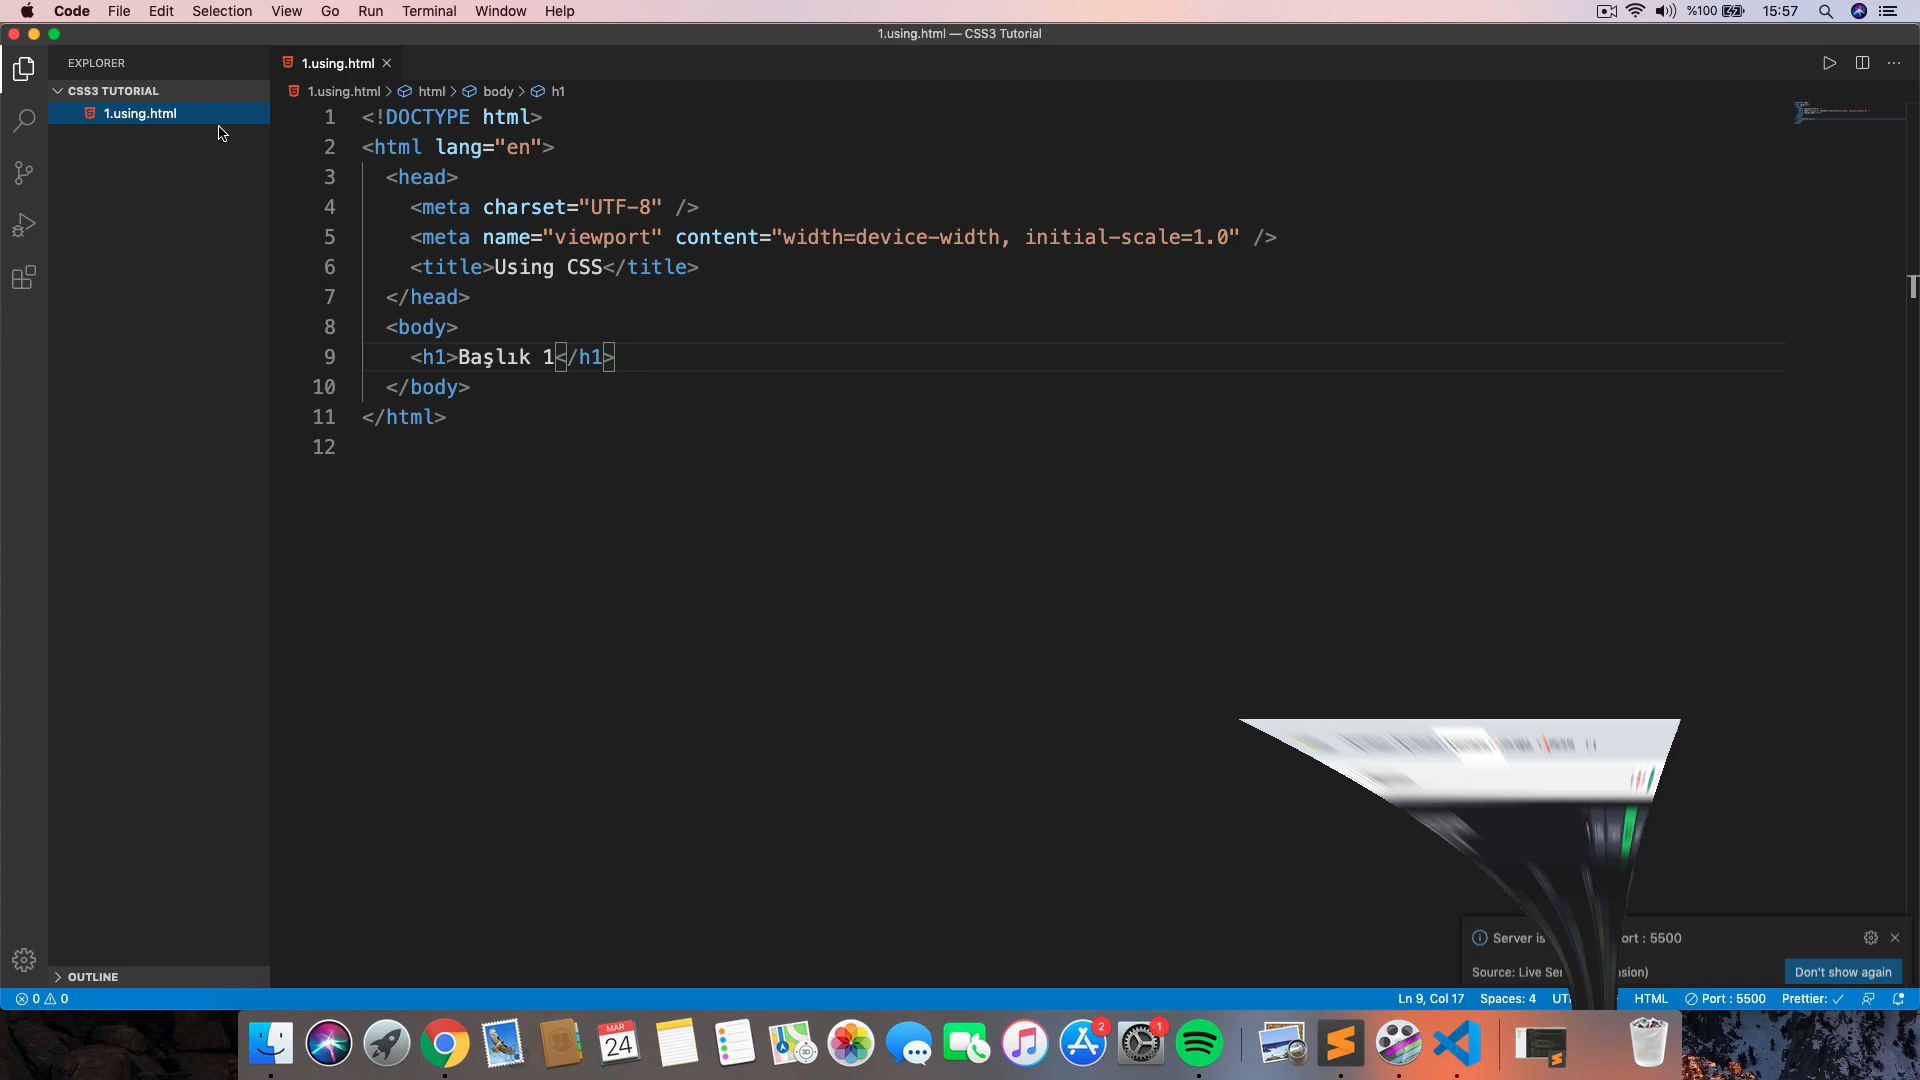 Code File Edit Selection View Go Run Terminal Window Help
%100 15:57
1.using.html — CSS3 Tutorial
EXPLORER
CSS3 TUTORIAL
1.using.html
1.using.html
1.using.html > html > body > h1
1 <!DOCTYPE html>
2 <html lang="en">
3 <head>
4 <meta charset="UTF-8" />
5 <meta name="viewport" content="width=device-width, initial-scale=1.0" />
6 <title>Using CSS</title>
7 </head>
8 <body>
9 <h1>Başlık 1</h1>
10 </body>
11 </html>
12
Server is ort : 5500
Source: Live Ser sion)
Don't show again
OUTLINE
0 0
Ln 9, Col 17 Spaces: 4 UT HTML Port : 5500 Prettier: ✓
MAR
24
3D
2
1